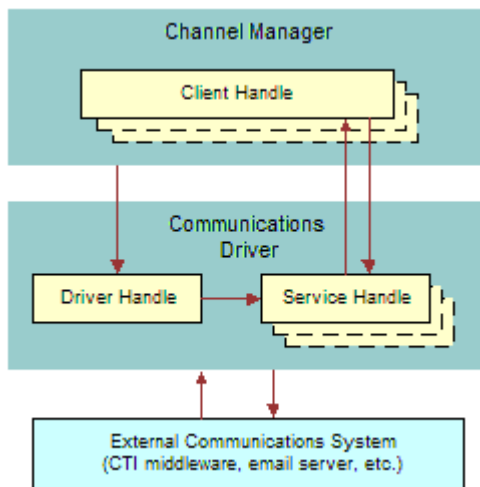 Channel Manager
Client Handle
Communications
Driver
Driver Handle
Service Handle
External Communications System
(CTI middleware, email server, etc.)